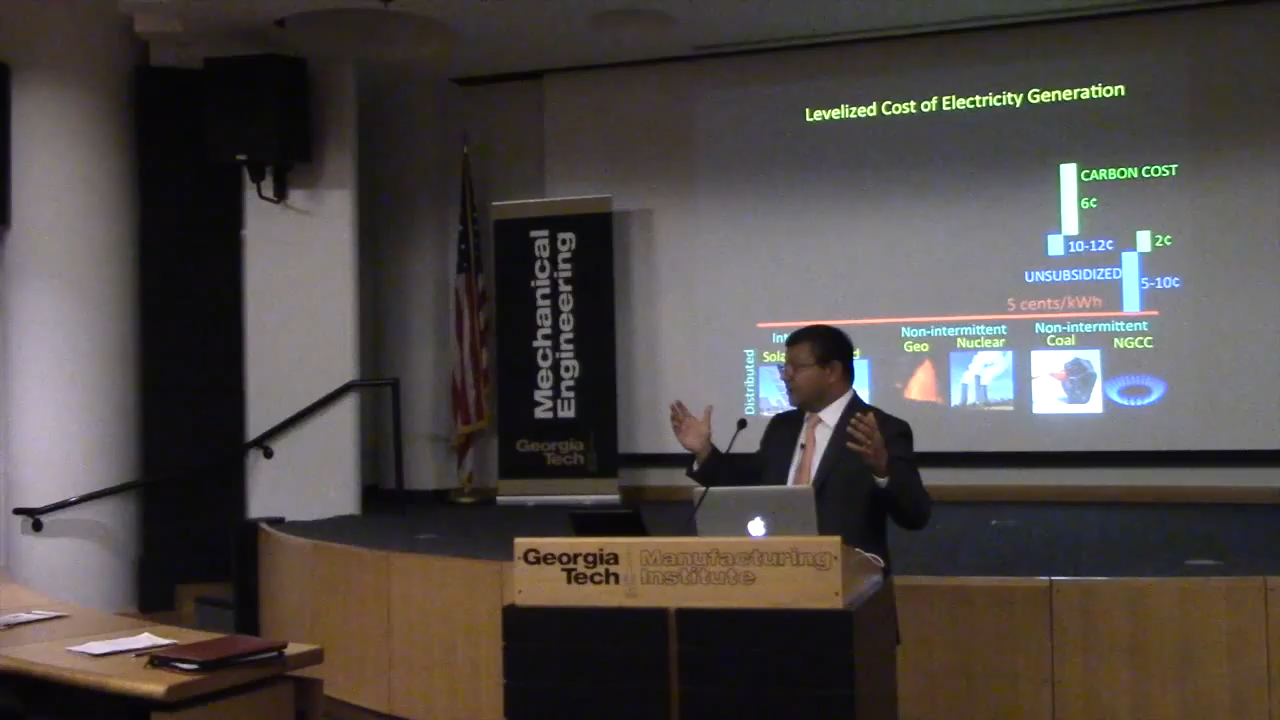 Levelized Cost of Electricity Generation
CARBON COST
6¢
10-12¢
2¢
UNSUBSIDIZED
5-10¢
5 cents/kWh
Non-intermittent
Non-intermittent
Geo
Nuclear
Coal
NGCC
Distributed
Mechanical
Engineering
Georgia
Tech
Georgia
Tech
Manufacturing
Institute